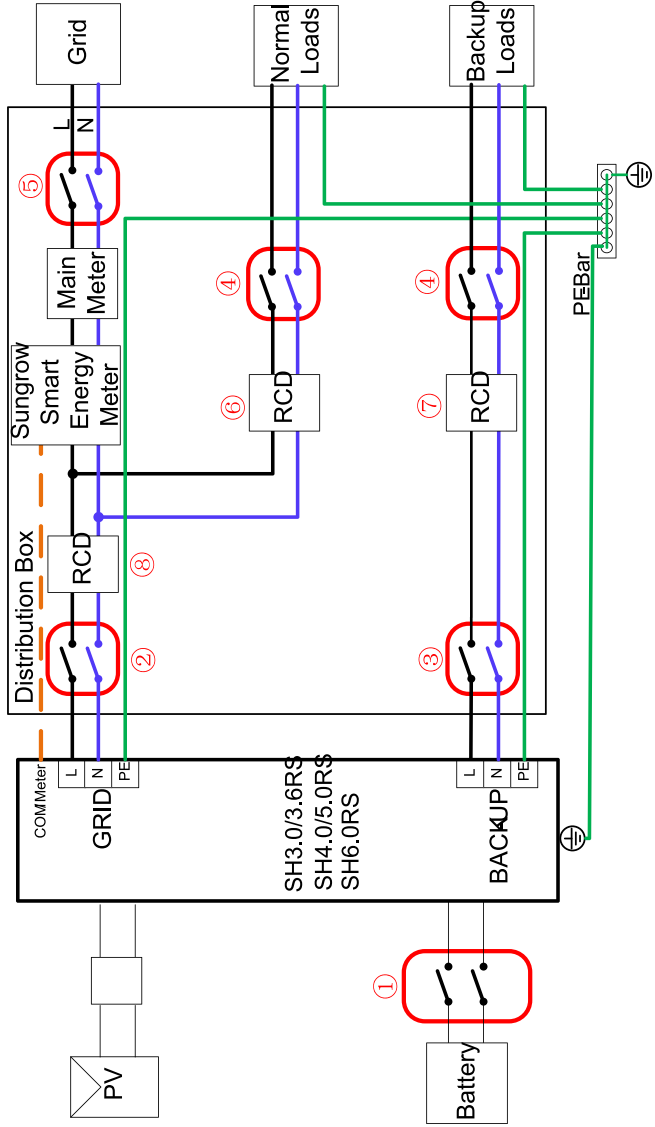 Grid
Normal
Loads
Backup
Loads
L
N
⑤
Main
Meter
④
④
PE Bar
Sungrow
Smart
Energy
Meter
⑥
RCD
⑦
RCD
Distribution Box
RCD
⑧
②
③
COM Meter
L
N
PE
GRID
L
N
PE
BACKUP
SH3.0/3.6RS
SH4.0/5.0RS
SH6.0RS
①
PV
Battery